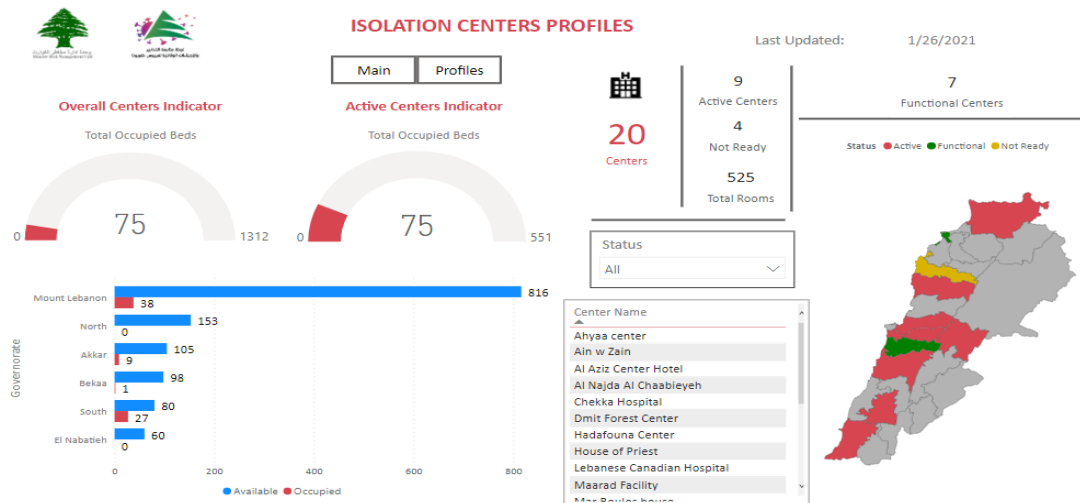 ISOLATION CENTERS PROFILES
Last Updated: 1/26/2021
Main
Profiles
Overall Centers Indicator
Total Occupied Beds
75
0
1312
Active Centers Indicator
Total Occupied Beds
75
0
551
20
Centers
9
Active Centers
4
Not Ready
525
Total Rooms
7
Functional Centers
Status Active Functional Not Ready
Status
All
Governorate
Mount Lebanon
816
38
North
153
0
Akkar
105
9
Bekaa
98
1
South
80
27
El Nabatieh
60
0
0 200 400 600 800
Available Occupied
Center Name
Ahyaa center
Ain w Zain
Al Aziz Center Hotel
Al Najda Al Chaabieyeh
Chekka Hospital
Dmit Forest Center
Hadafouna Center
House of Priest
Lebanese Canadian Hospital
Maarad Facility
Mar Boulos house